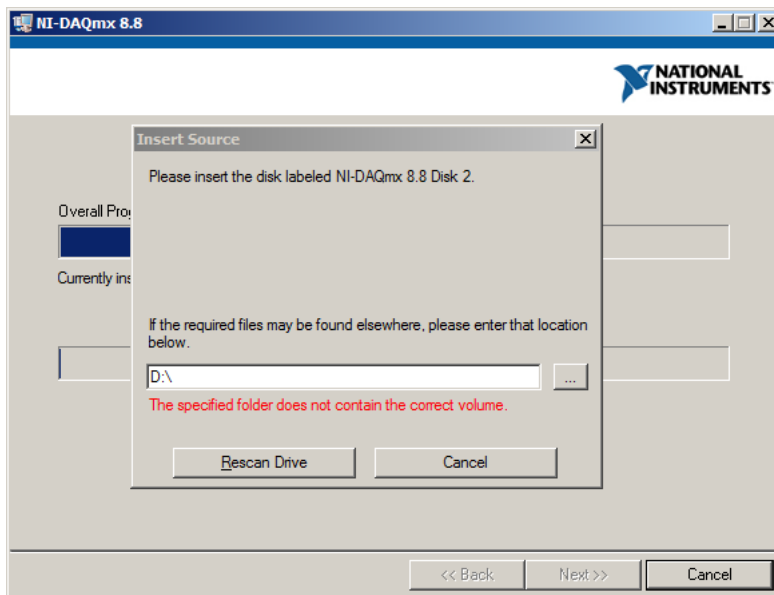 NI-DAQmx 8.8
NATIONAL
INSTRUMENTS
Insert Source
Please insert the disk labeled NI-DAQmx 8.8 Disk 2.
Overall Prog
Currently ins
If the required files may be found elsewhere, please enter that location
below.
D:\
...
The specified folder does not contain the correct volume.
Rescan Drive
Cancel
<< Back
Next >>
Cancel